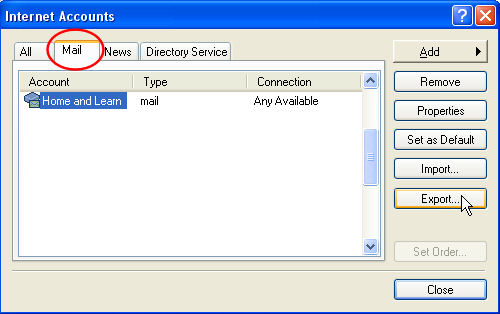 Internet Accounts
All Mail News Directory Service
Add
Account Type Connection
Home and Learn mail Any Available
Remove
Properties
Set as Default
Import...
Export...
Set Order...
Close